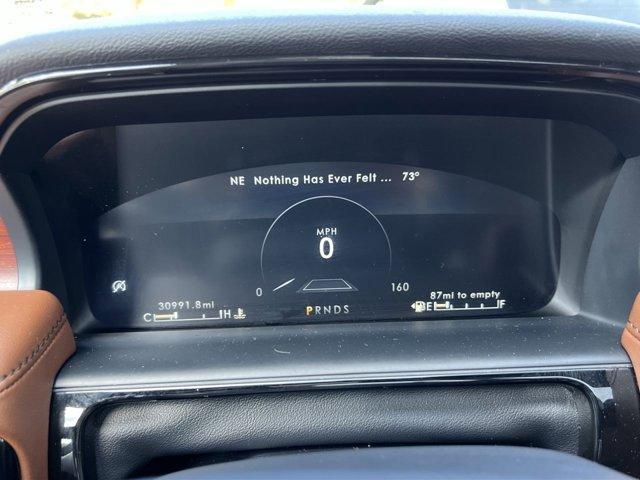 NE Nothing Has Ever Felt ... 73°
MPH
0
0 160
30991.8mi 87mi to empty
C H PRNDS E F